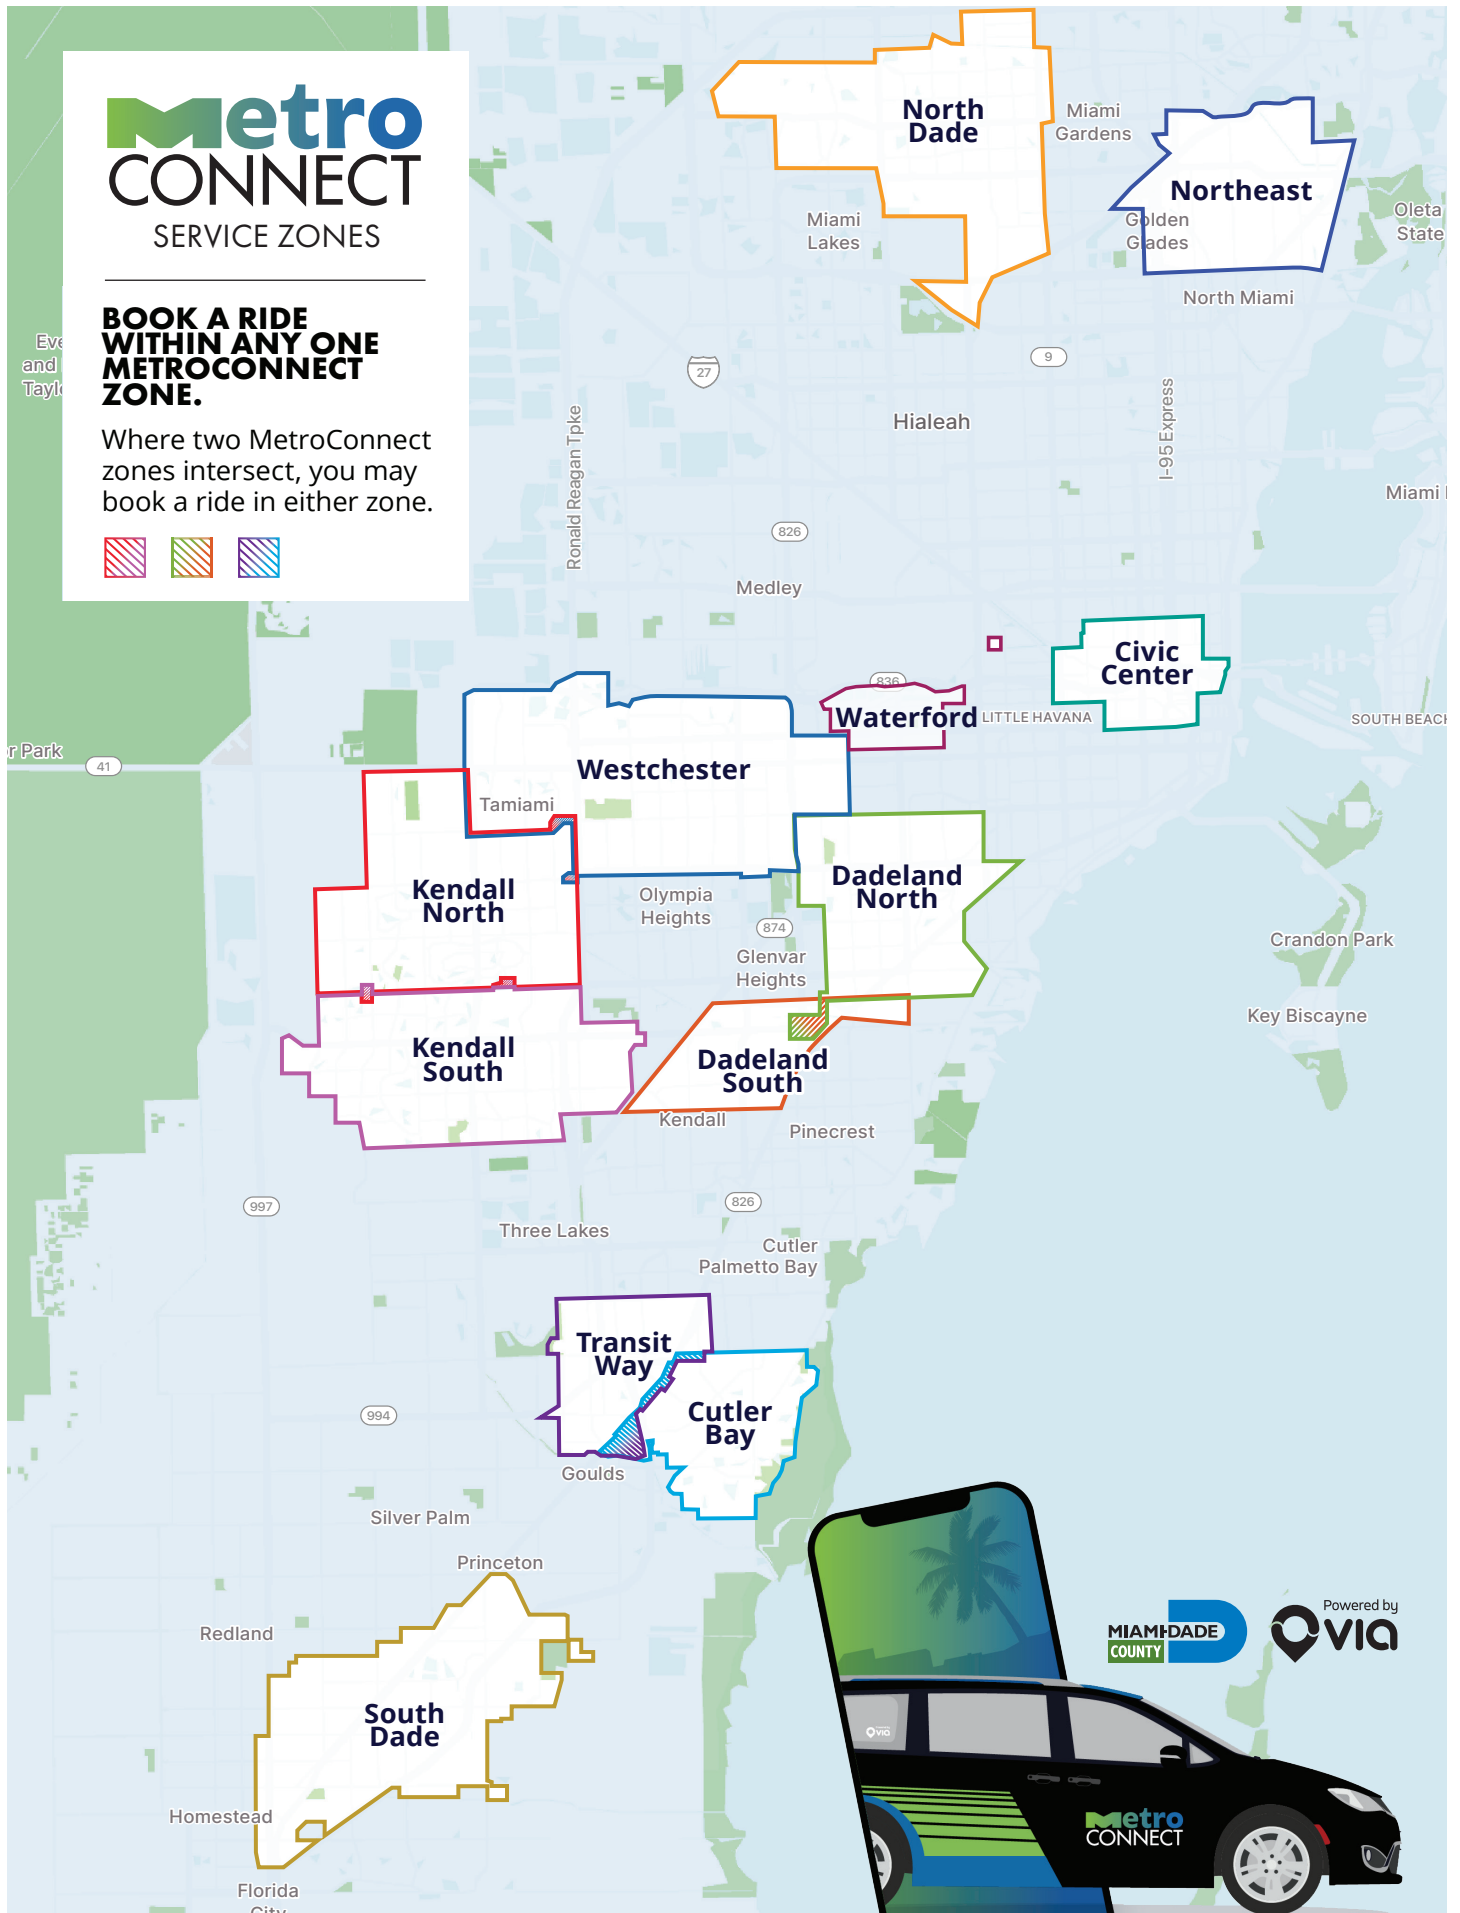 Metro
CONNECT
SERVICE ZONES
BOOK A RIDE
WITHIN ANY ONE
METROCONNECT
ZONE.
Where two MetroConnect
zones intersect, you may
book a ride in either zone.
North
Dade
Miami
Gardens
Northeast
Golden
Glades
Oleta
State
Miami
Lakes
North Miami
and
9
27
Hialeah
Ronald Reagan Tpke
I-95 Express
Miami
826
Medley
Civic
Center
836
Waterford
LITTLE HAVANA
SOUTH BEACH
r Park
41
Westchester
Tamiami
Kendall
North
Dadeland
North
Olympia
Heights
874
Glenvar
Heights
Crandon Park
Key Biscayne
Kendall
South
Dadeland
South
Kendall
Pinecrest
997
826
Three Lakes
Cutler
Palmetto Bay
Transit
Way
Cutler
Bay
994
Goulds
Silver Palm
Princeton
Redland
South
Dade
Homestead
Florida
City
MIAMI-DADE
COUNTY
Powered by
via
via
Metro
CONNECT